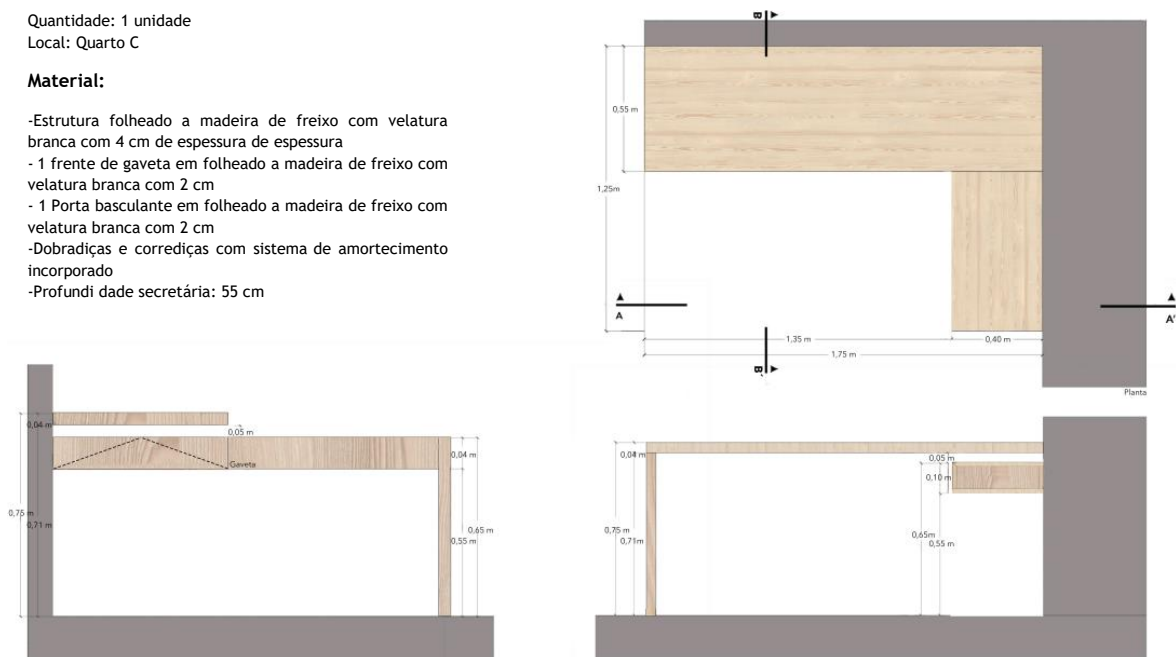 Quantidade: 1 unidade
Local: Quarto C
Material:
-Estrutura folheado a madeira de freixo com velatura
branca com 4 cm de espessura de espessura
- 1 frente de gaveta em folheado a madeira de freixo com
velatura branca com 2 cm
- 1 Porta basculante em folheado a madeira de freixo com
velatura branca com 2 cm
-Dobradiças e corrediças com sistema de amortecimento
incorporado
-Profundi dade secretária: 55 cm
B
0,55 m
1,25m
A
A'
1,35 m
0,40 m
1,75 m
B'
Planta
0,04 m
0,05 m
Gaveta
0,04 m
0,75 m
0,71 m
0,65 m
0,55 m
0,04 m
0,05 m
0,10 m
0,75 m
0,71m
0,65m
0,55 m